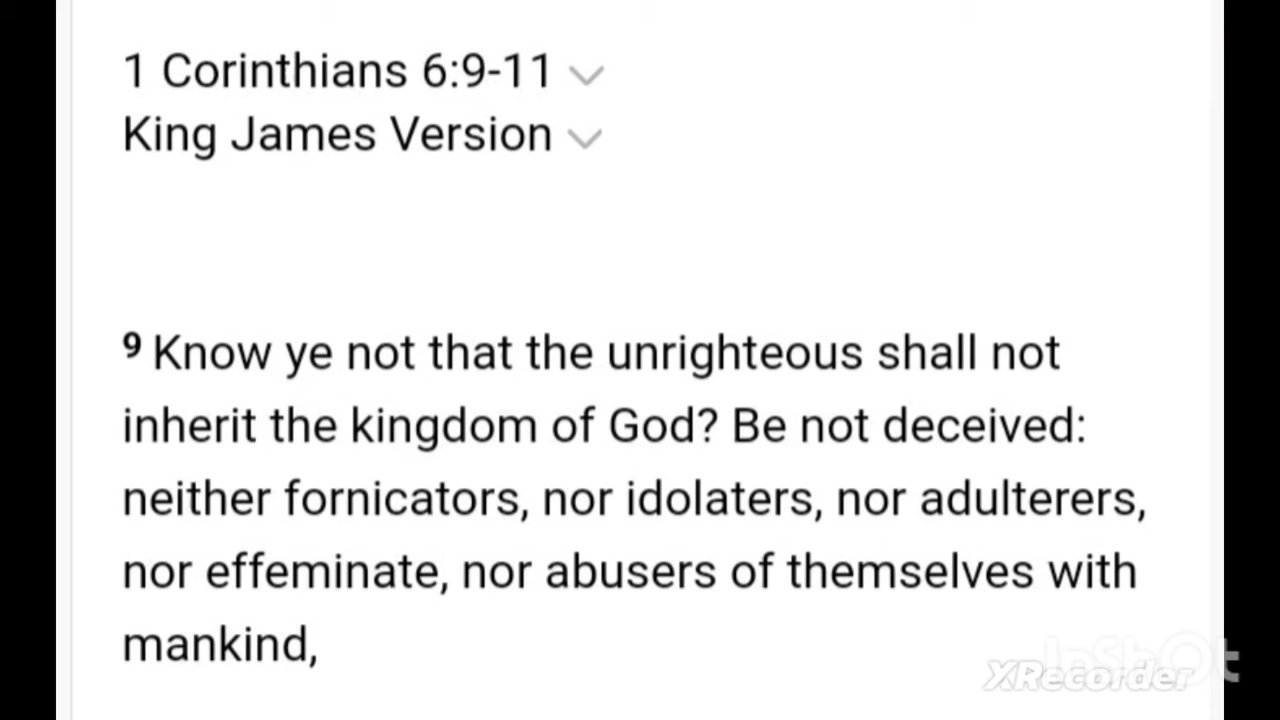 1 Corinthians 6:9-11
King James Version
9 Know ye not that the unrighteous shall not
inherit the kingdom of God? Be not deceived:
neither fornicators, nor idolaters, nor adulterers,
nor effeminate, nor abusers of themselves with
mankind,
InShOt
XRecorder